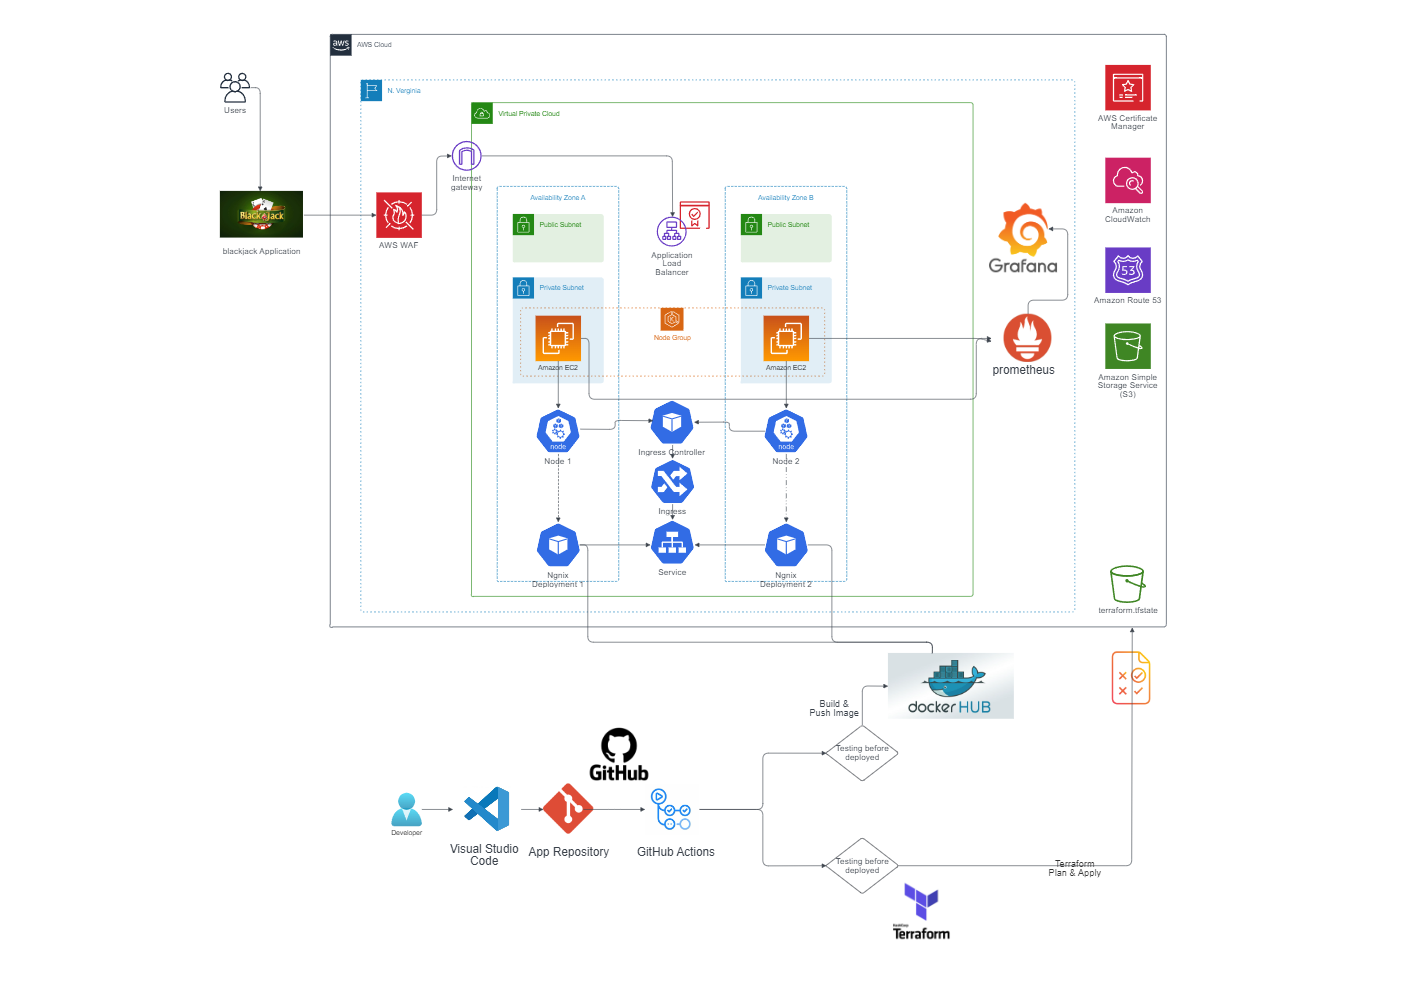 aws
AWS Cloud
Users
N. Verginia
Virtual Private Cloud
AWS Certificate
Manager
Internet
gateway
BlackJack
blackjack Application
AWS WAF
Availability Zone A
Public Subnet
Private Subnet
Amazon EC2
Application
Load
Balancer
Node Group
Availability Zone B
Public Subnet
Private Subnet
Amazon EC2
Grafana
prometheus
Amazon
CloudWatch
53
Amazon Route 53
Amazon Simple
Storage Service
(S3)
node
Node 1
Ingress Controller
node
Node 2
Ingress
Ngnix
Deployment 1
Service
Ngnix
Deployment 2
terraform.tfstate
docker HUB
Build &
Push Image
Testing before
deployed
GitHub
Developer
Visual Studio
Code
App Repository
GitHub Actions
Testing before
deployed
Terraform
Plan & Apply
HashiCorp
Terraform